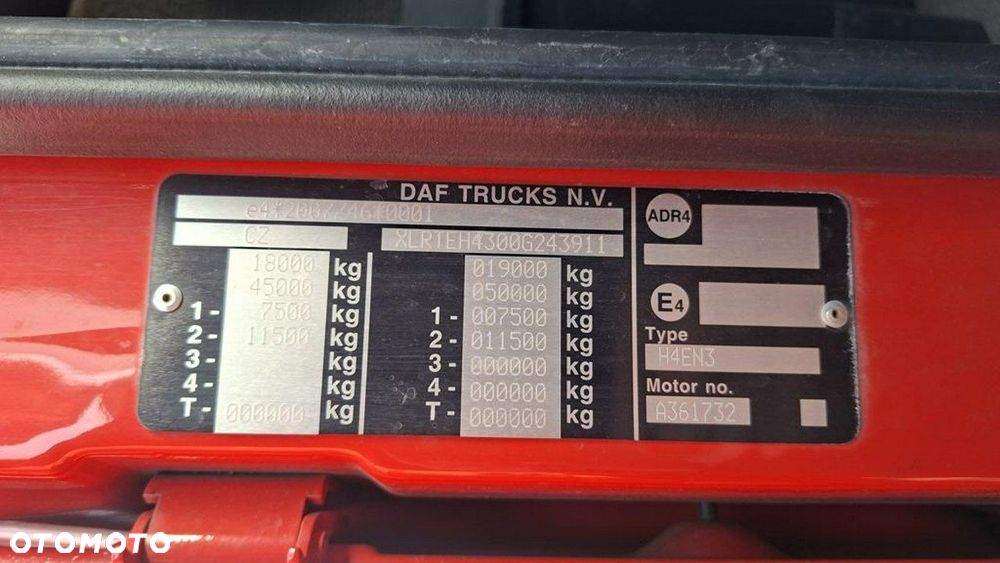 DAF TRUCKS N.V.
e4*2007/46*0001
CZ XLRTEH4300G243911
18000 kg 019000 kg
45000 kg 050000 kg
1- 7500 kg 1- 007500 kg
2- 11500 kg 2- 011500 kg
3- kg 3- 000000 kg
4- kg 4- 000000 kg
T- 000000 kg T- 000000 kg
ADR4
E4
Type
H4EN3
Motor no.
A361732
OTOMOTO